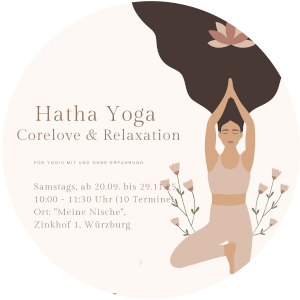 Hatha Yoga
Corelove & Relaxation
FÜR YOGIS MIT UND OHNE ERFAHRUNG
Samstags, ab 20.09. bis 29.11.25
10:00 - 11:30 Uhr (10 Termine)
Ort: "Meine Nische",
Zinkhof 1, Würzburg